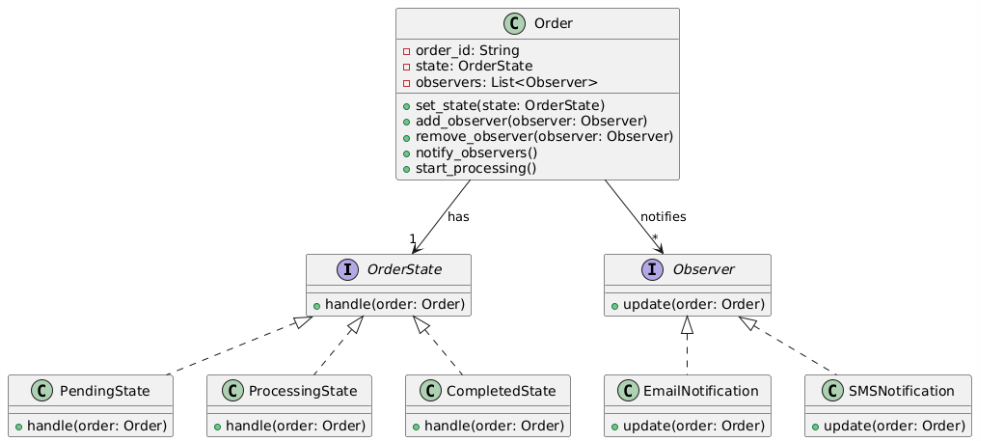 C Order
order_id: String
state: OrderState
observers: List<Observer>
set_state(state: OrderState)
add_observer(observer: Observer)
remove_observer(observer: Observer)
notify_observers()
start_processing()
has
notifies
1
*
I OrderState
handle(order: Order)
I Observer
update(order: Order)
C PendingState
handle(order: Order)
C ProcessingState
handle(order: Order)
C CompletedState
handle(order: Order)
C EmailNotification
update(order: Order)
C SMSNotification
update(order: Order)